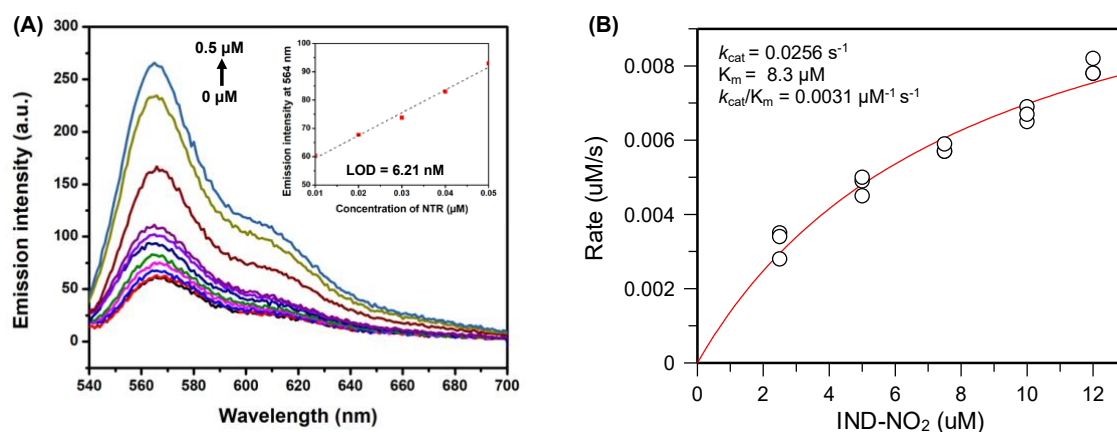 (A)
300
250
200
150
100
50
0
Emission intensity (a.u.)
540 560 580 600 620 640 660 680 700
Wavelength (nm)
0.5 µM
0 µM
100
90
80
70
60
50
Emission intensity at 564 nm
LOD = 6.21 nM
0.01 0.02 0.03 0.04 0.05
Concentration of NTR (µM)
(B)
kcat = 0.0256 s⁻¹
Km = 8.3 µM
kcat/Km = 0.0031 µM⁻¹ s⁻¹
0.008
0.006
0.004
0.002
0
Rate (uM/s)
0 2 4 6 8 10 12
IND-NO₂ (uM)